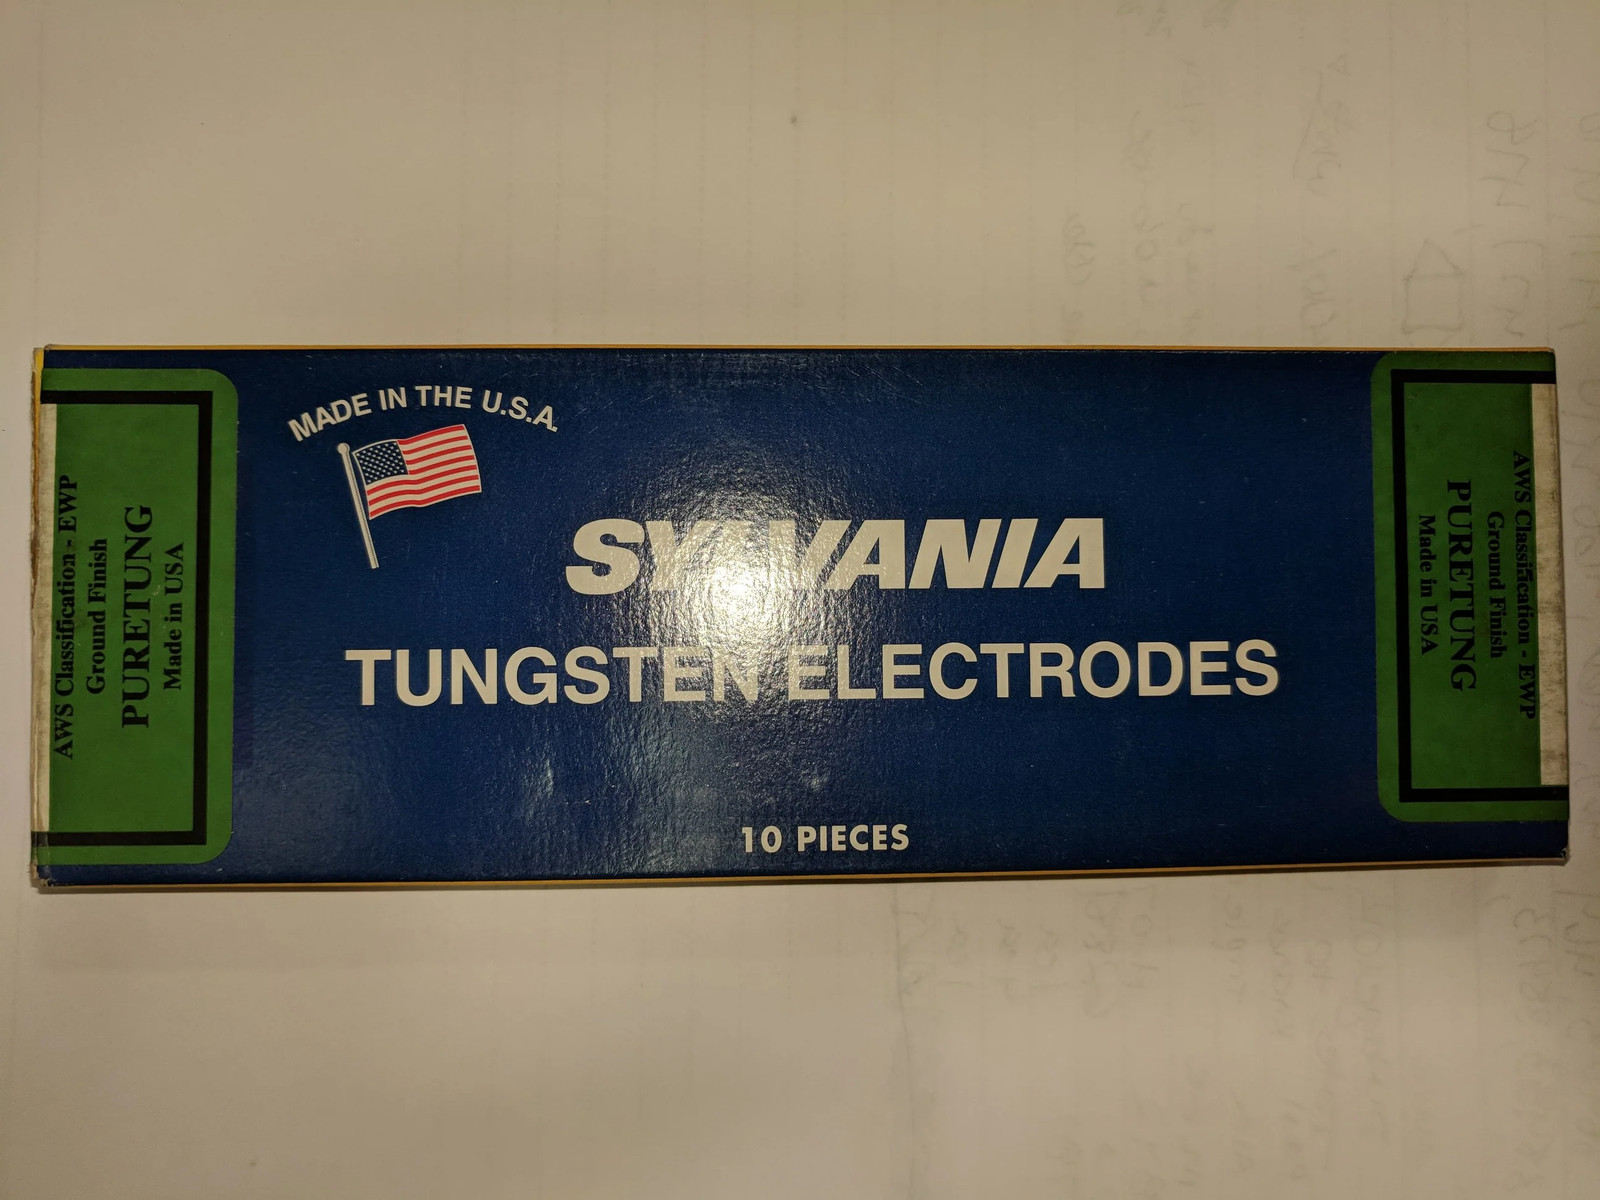 MADE IN THE U.S.A.
SYLVANIA
TUNGSTEN ELECTRODES
10 PIECES
AWS Classification - EWP
Ground Finish
PURETUNG
Made in USA
AWS Classification - EWP
Ground Finish
PURETUNG
Made in USA